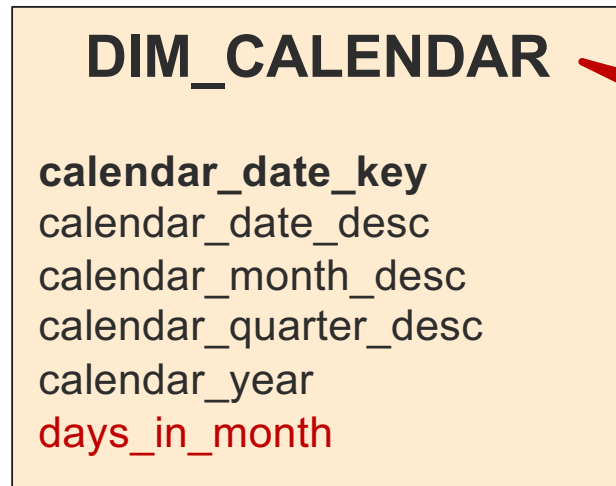 DIM_CALENDAR
calendar_date_key
calendar_date_desc
calendar_month_desc
calendar_quarter_desc
calendar_year
days_in_month